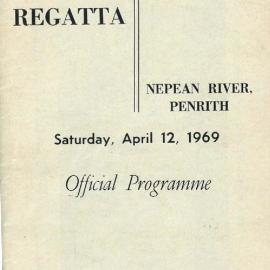 REGATTA
NEPEAN RIVER,
PENRITH
Saturday, April 12, 1969
Official Programme